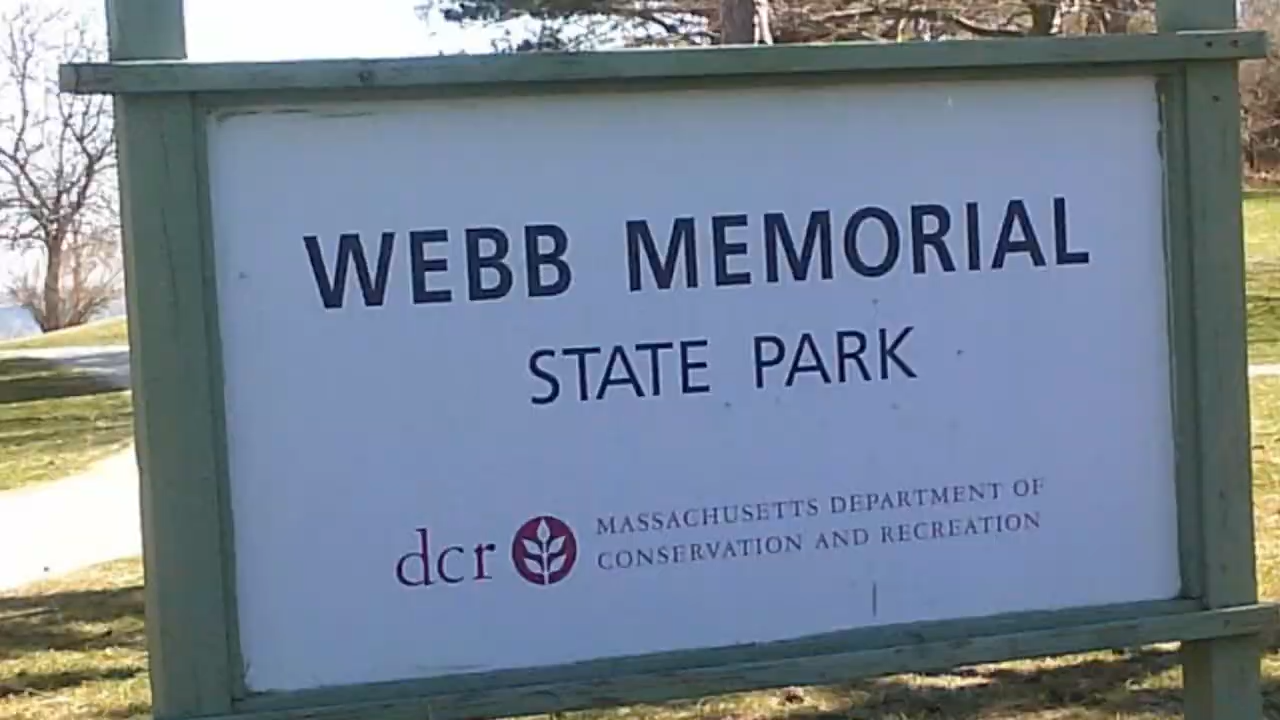 WEBB MEMORIAL
STATE PARK
dcr
MASSACHUSETTS DEPARTMENT OF
CONSERVATION AND RECREATION